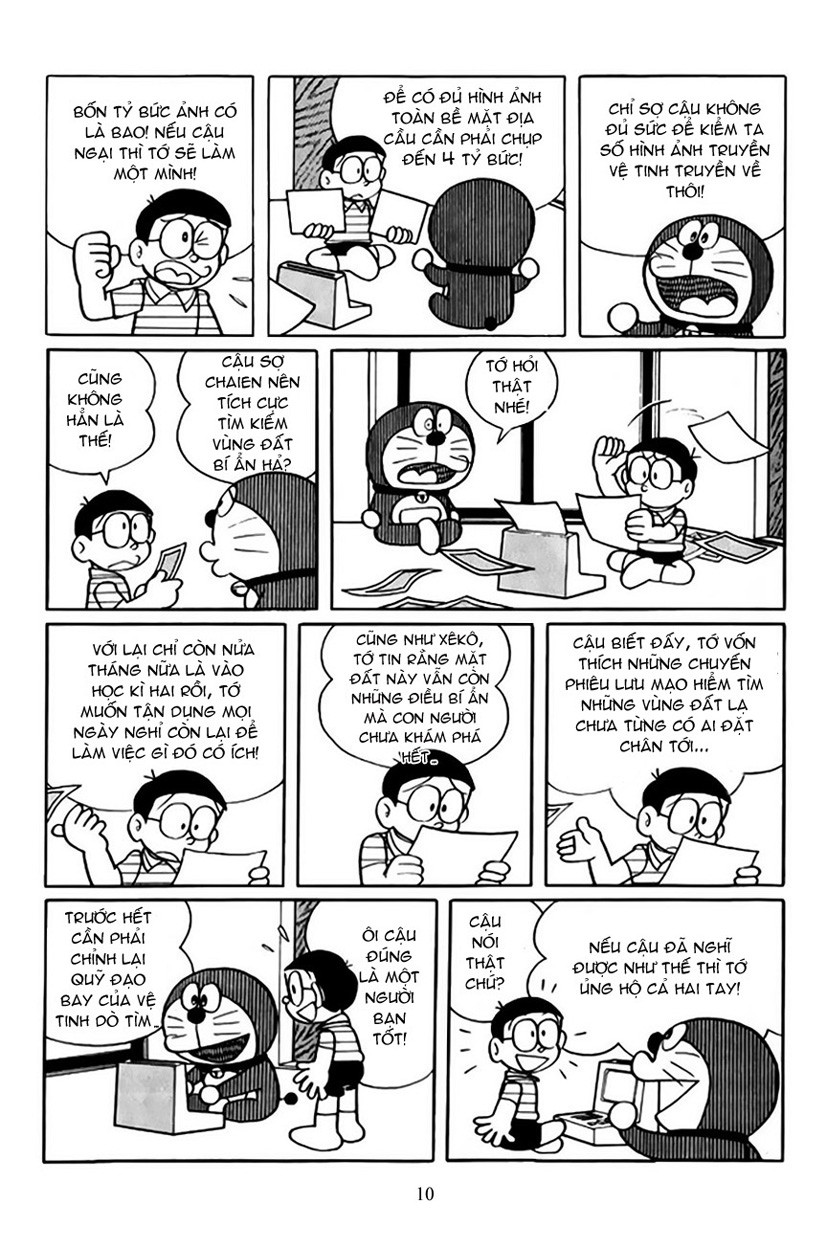 CHỈ SỢ CẬU KHÔNG
ĐỦ SỨC ĐỂ KIỂM TA
SỐ HÌNH ẢNH TRUYỀN
VỆ TINH TRUYỀN VỀ
THÔI!
ĐỂ CÓ ĐỦ HÌNH ẢNH
TOÀN BỀ MẶT ĐỊA
CẦU CẦN PHẢI CHỤP
ĐẾN 4 TỶ BỨC!
BỐN TỶ BỨC ẢNH CÓ
LÀ BAO! NẾU CẬU
NGẠI THÌ TỚ SẼ LÀM
MỘT MÌNH!
TỚ HỎI
THẬT
NHÉ!
CẬU SỢ
CHAIEN NÊN
TÍCH CỰC
TÌM KIẾM
VÙNG ĐẤT
BÍ ẨN HẢ?
CŨNG
KHÔNG
HẲN LÀ
THẾ!
CẬU BIẾT ĐẤY, TỚ VỐN
THÍCH NHỮNG CHUYẾN
PHIÊU LƯU MẠO HIỂM TÌM
NHỮNG VÙNG ĐẤT LẠ
CHƯA TỪNG CÓ AI ĐẶT
CHÂN TỚI...
CŨNG NHƯ XÊKÔ,
TỚ TIN RẰNG MẶT
ĐẤT NÀY VẪN CÒN
NHỮNG ĐIỀU BÍ ẨN
MÀ CON NGƯỜI
CHƯA KHÁM PHÁ
HẾT.
VỚI LẠI CHỈ CÒN NỬA
THÁNG NỮA LÀ VÀO
HỌC KÌ HAI RỒI, TỚ
MUỐN TẬN DỤNG MỌI
NGÀY NGHỈ CÒN LẠI ĐỂ
LÀM VIỆC GÌ ĐÓ CÓ ÍCH!
NẾU CẬU ĐÃ NGHĨ
ĐƯỢC NHƯ THẾ THÌ TỚ
ỦNG HỘ CẢ HAI TAY!
CẬU
NÓI
THẬT
CHỨ?
ÔI CẬU
ĐÚNG
LÀ MỘT
NGƯỜI
BẠN
TỐT!
TRƯỚC HẾT
CẦN PHẢI
CHỈNH LẠI
QUỸ ĐẠO
BAY CỦA VỆ
TINH DÒ TÌM.
10